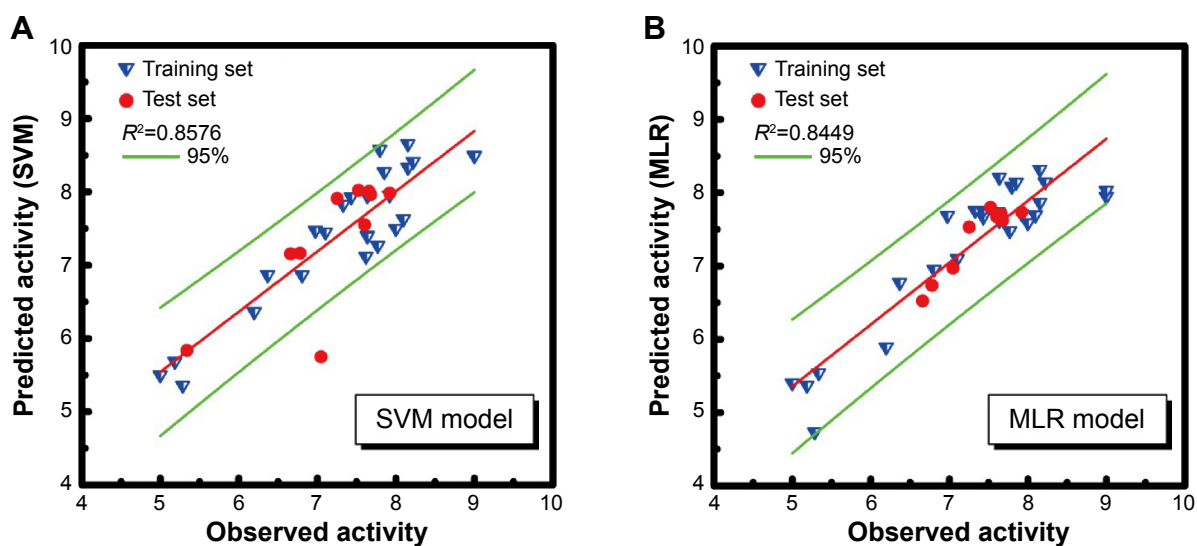 A
Predicted activity (SVM)
10
9
8
7
6
5
4
Training set
Test set
R²=0.8576
95%
SVM model
4 5 6 7 8 9 10
Observed activity
B
Predicted activity (MLR)
10
9
8
7
6
5
4
Training set
Test set
R²=0.8449
95%
MLR model
4 5 6 7 8 9 10
Observed activity